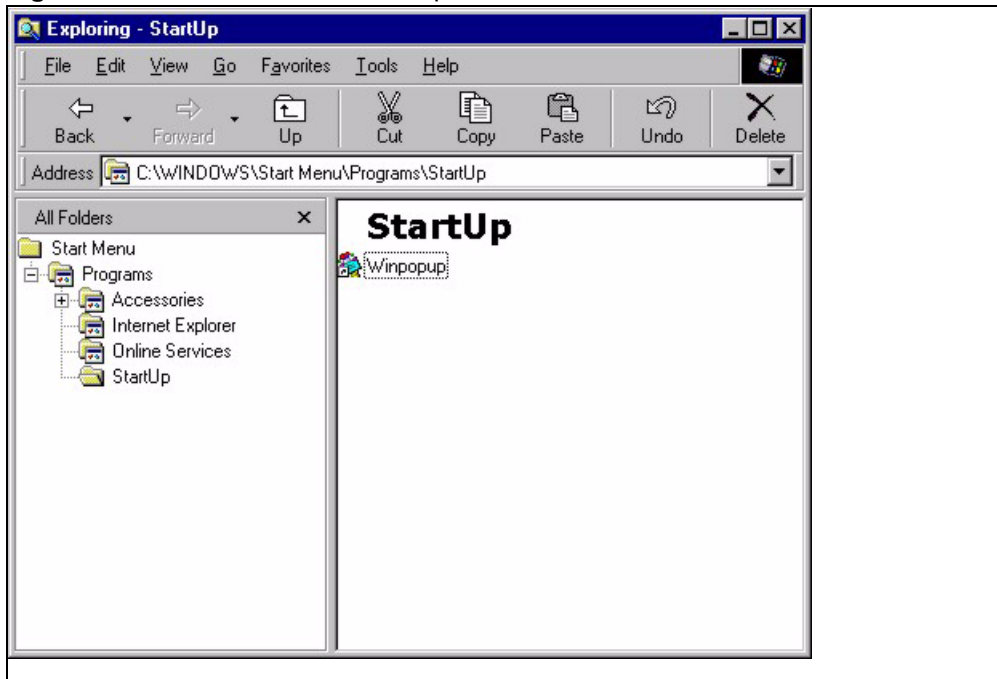 Exploring - StartUp
File Edit View Go Favorites Tools Help
Back Forward Up Cut Copy Paste Undo Delete
Address C:\WINDOWS\Start Menu\Programs\StartUp
All Folders
Start Menu
Programs
Accessories
Internet Explorer
Online Services
StartUp
StartUp
Winpopup